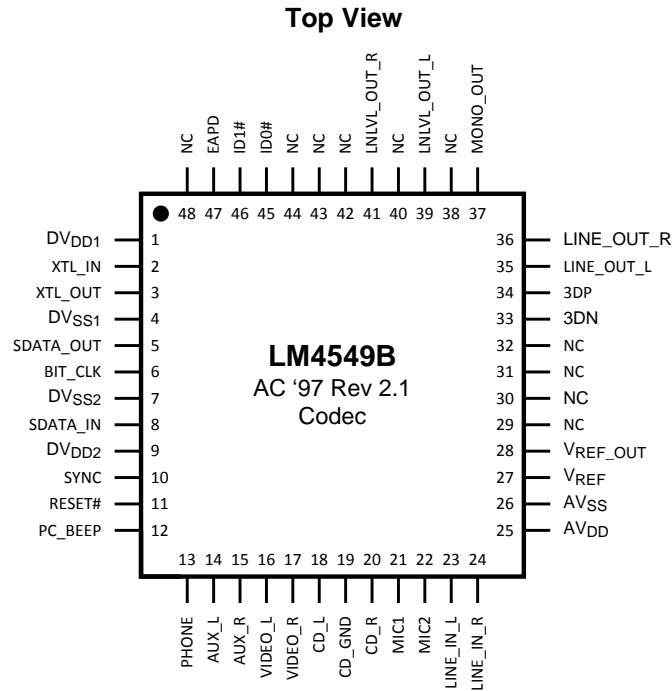 Top View
NC
EAPD
ID1#
ID0#
NC
NC
NC
LNLVL_OUT_R
NC
LNLVL_OUT_L
NC
MONO_OUT
48 47 46 45 44 43 42 41 40 39 38 37
DVDD1 1
XTL_IN 2
XTL_OUT 3
DVSS1 4
SDATA_OUT 5
BIT_CLK 6
DVSS2 7
SDATA_IN 8
DVDD2 9
SYNC 10
RESET# 11
PC_BEEP 12
LM4549B
AC ‘97 Rev 2.1
Codec
36 LINE_OUT_R
35 LINE_OUT_L
34 3DP
33 3DN
32 NC
31 NC
30 NC
29 NC
28 VREF_OUT
27 VREF
26 AVSS
25 AVDD
13 14 15 16 17 18 19 20 21 22 23 24
PHONE
AUX_L
AUX_R
VIDEO_L
VIDEO_R
CD_L
CD_GND
CD_R
MIC1
MIC2
LINE_IN_L
LINE_IN_R